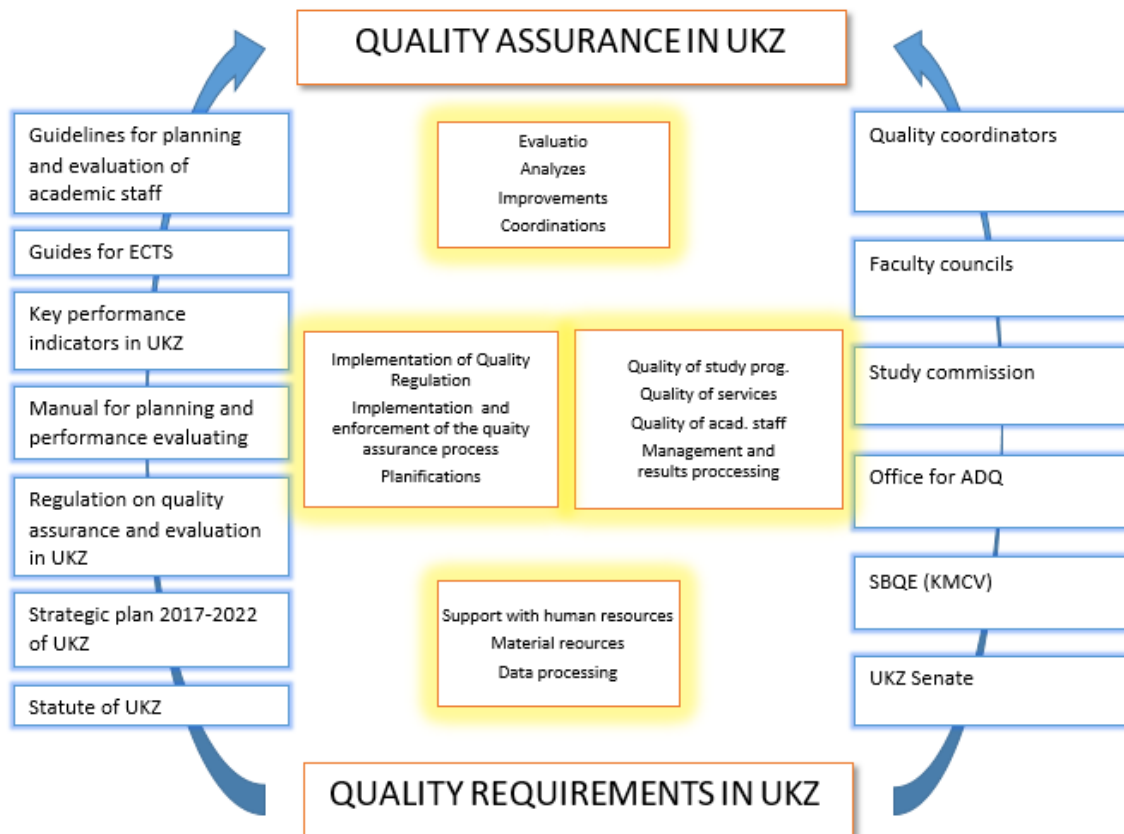 QUALITY ASSURANCE IN UKZ
Guidelines for planning
and evaluation of
academic staff
Guides for ECTS
Key performance
indicators in UKZ
Manual for planning and
performance evaluating
Regulation on quality
assurance and evaluation
in UKZ
Strategic plan 2017-2022
of UKZ
Statute of UKZ
Evaluatio
Analyzes
Improvements
Coordinations
Implementation of Quality
Regulation
Implementation and
enforcement of the quaity
assurance process
Planifications
Quality of study prog.
Quality of services
Quality of acad. staff
Management and
results proccessing
Support with human resources
Material reources
Data processing
Quality coordinators
Faculty councils
Study commission
Office for ADQ
SBQE (KMCV)
UKZ Senate
QUALITY REQUIREMENTS IN UKZ